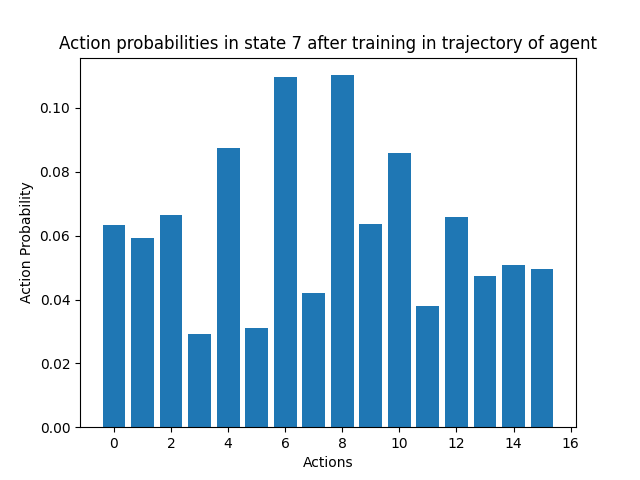 Action probabilities in state 7 after training in trajectory of agent
0.10
0.08
0.06
0.04
0.02
0.00
Action Probability
0 2 4 6 8 10 12 14 16
Actions